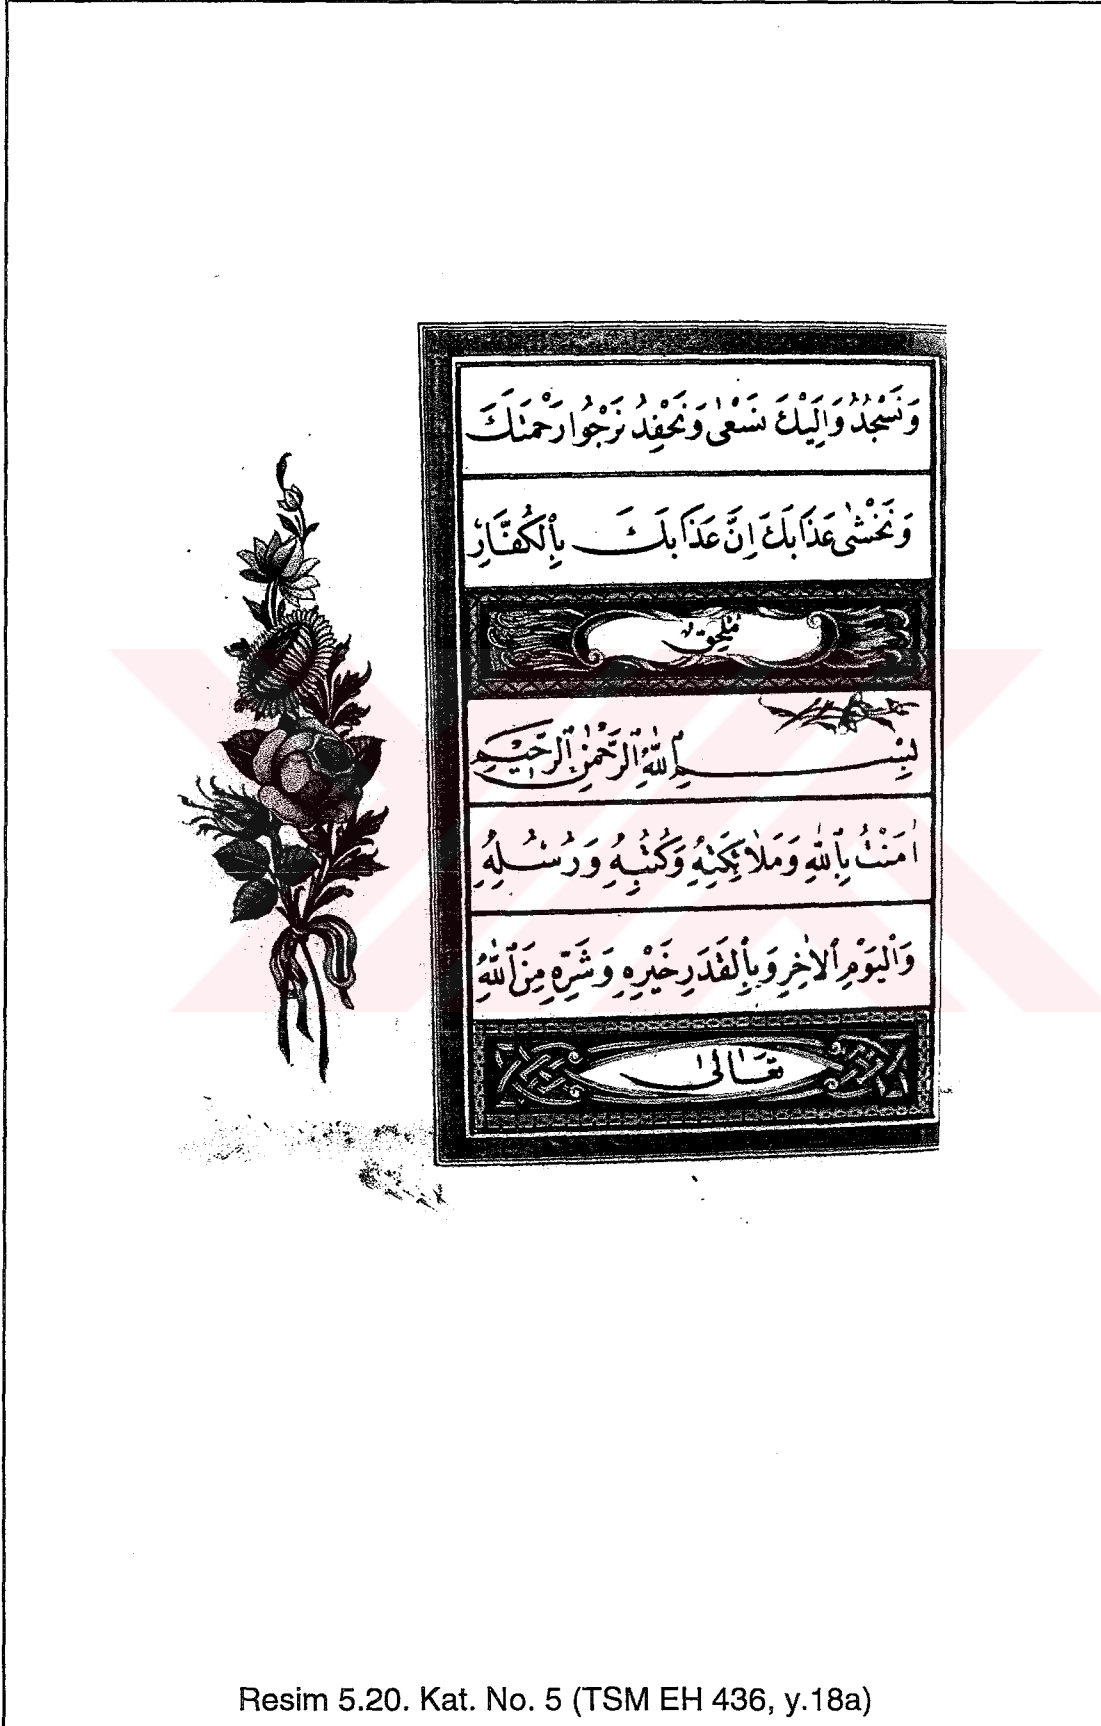 وَنَسْجُدُ وَاِلَيْكَ نَسْعٰى وَنَحْفِدُ نَرْجُوا رَحْمَتَكَ
وَنَخْشٰى عَذَابَكَ اِنَّ عَذَابَكَ بِالْكُفَّارِ
مُلْحِقٌ
بِسْمِ اللّٰهِ الرَّحْمٰنِ الرَّحِيمِ
اٰمَنْتُ بِاللّٰهِ وَمَلٰائِكَتِهِ وَكُتُبِهِ وَرُسُلِهِ
وَالْيَوْمِ الْاٰخِرِ وَبِالْقَدَرِ خَيْرِهِ وَشَرِّهِ مِنَ اللّٰهِ
تَعَالٰى
Resim 5.20. Kat. No. 5 (TSM EH 436, y.18a)